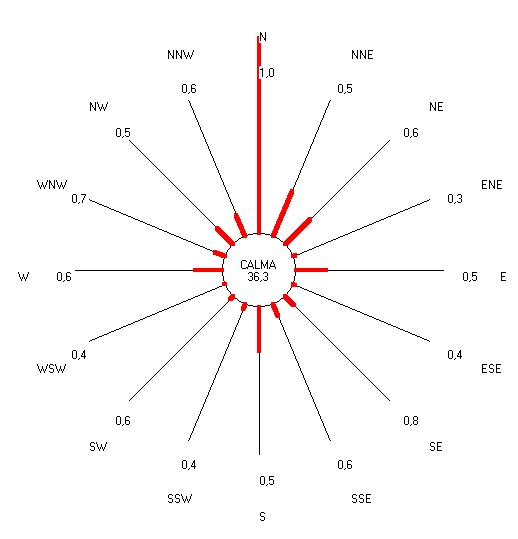 N
NNW
NNE
1,0
0,6
0,5
NW
NE
0,5
0,6
WNW
ENE
0,7
0,3
CALMA
36,3
W
0,6
0,5
E
0,4
0,4
WSW
ESE
0,6
0,8
SW
SE
0,4
0,6
0,5
SSW
SSE
S